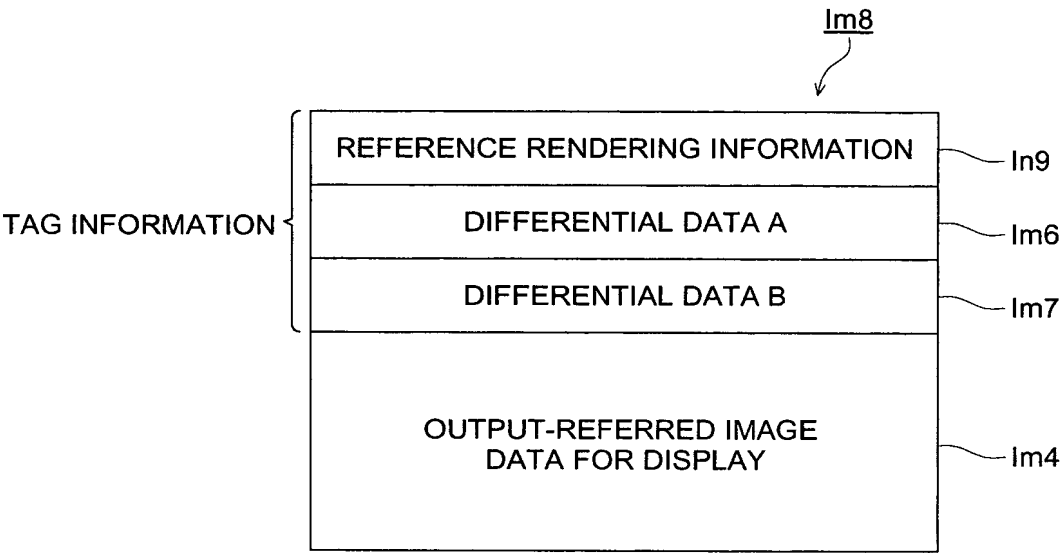 Im8
REFERENCE RENDERING INFORMATION
In9
TAG INFORMATION
DIFFERENTIAL DATA A
Im6
DIFFERENTIAL DATA B
Im7
OUTPUT-REFERRED IMAGE
DATA FOR DISPLAY
Im4